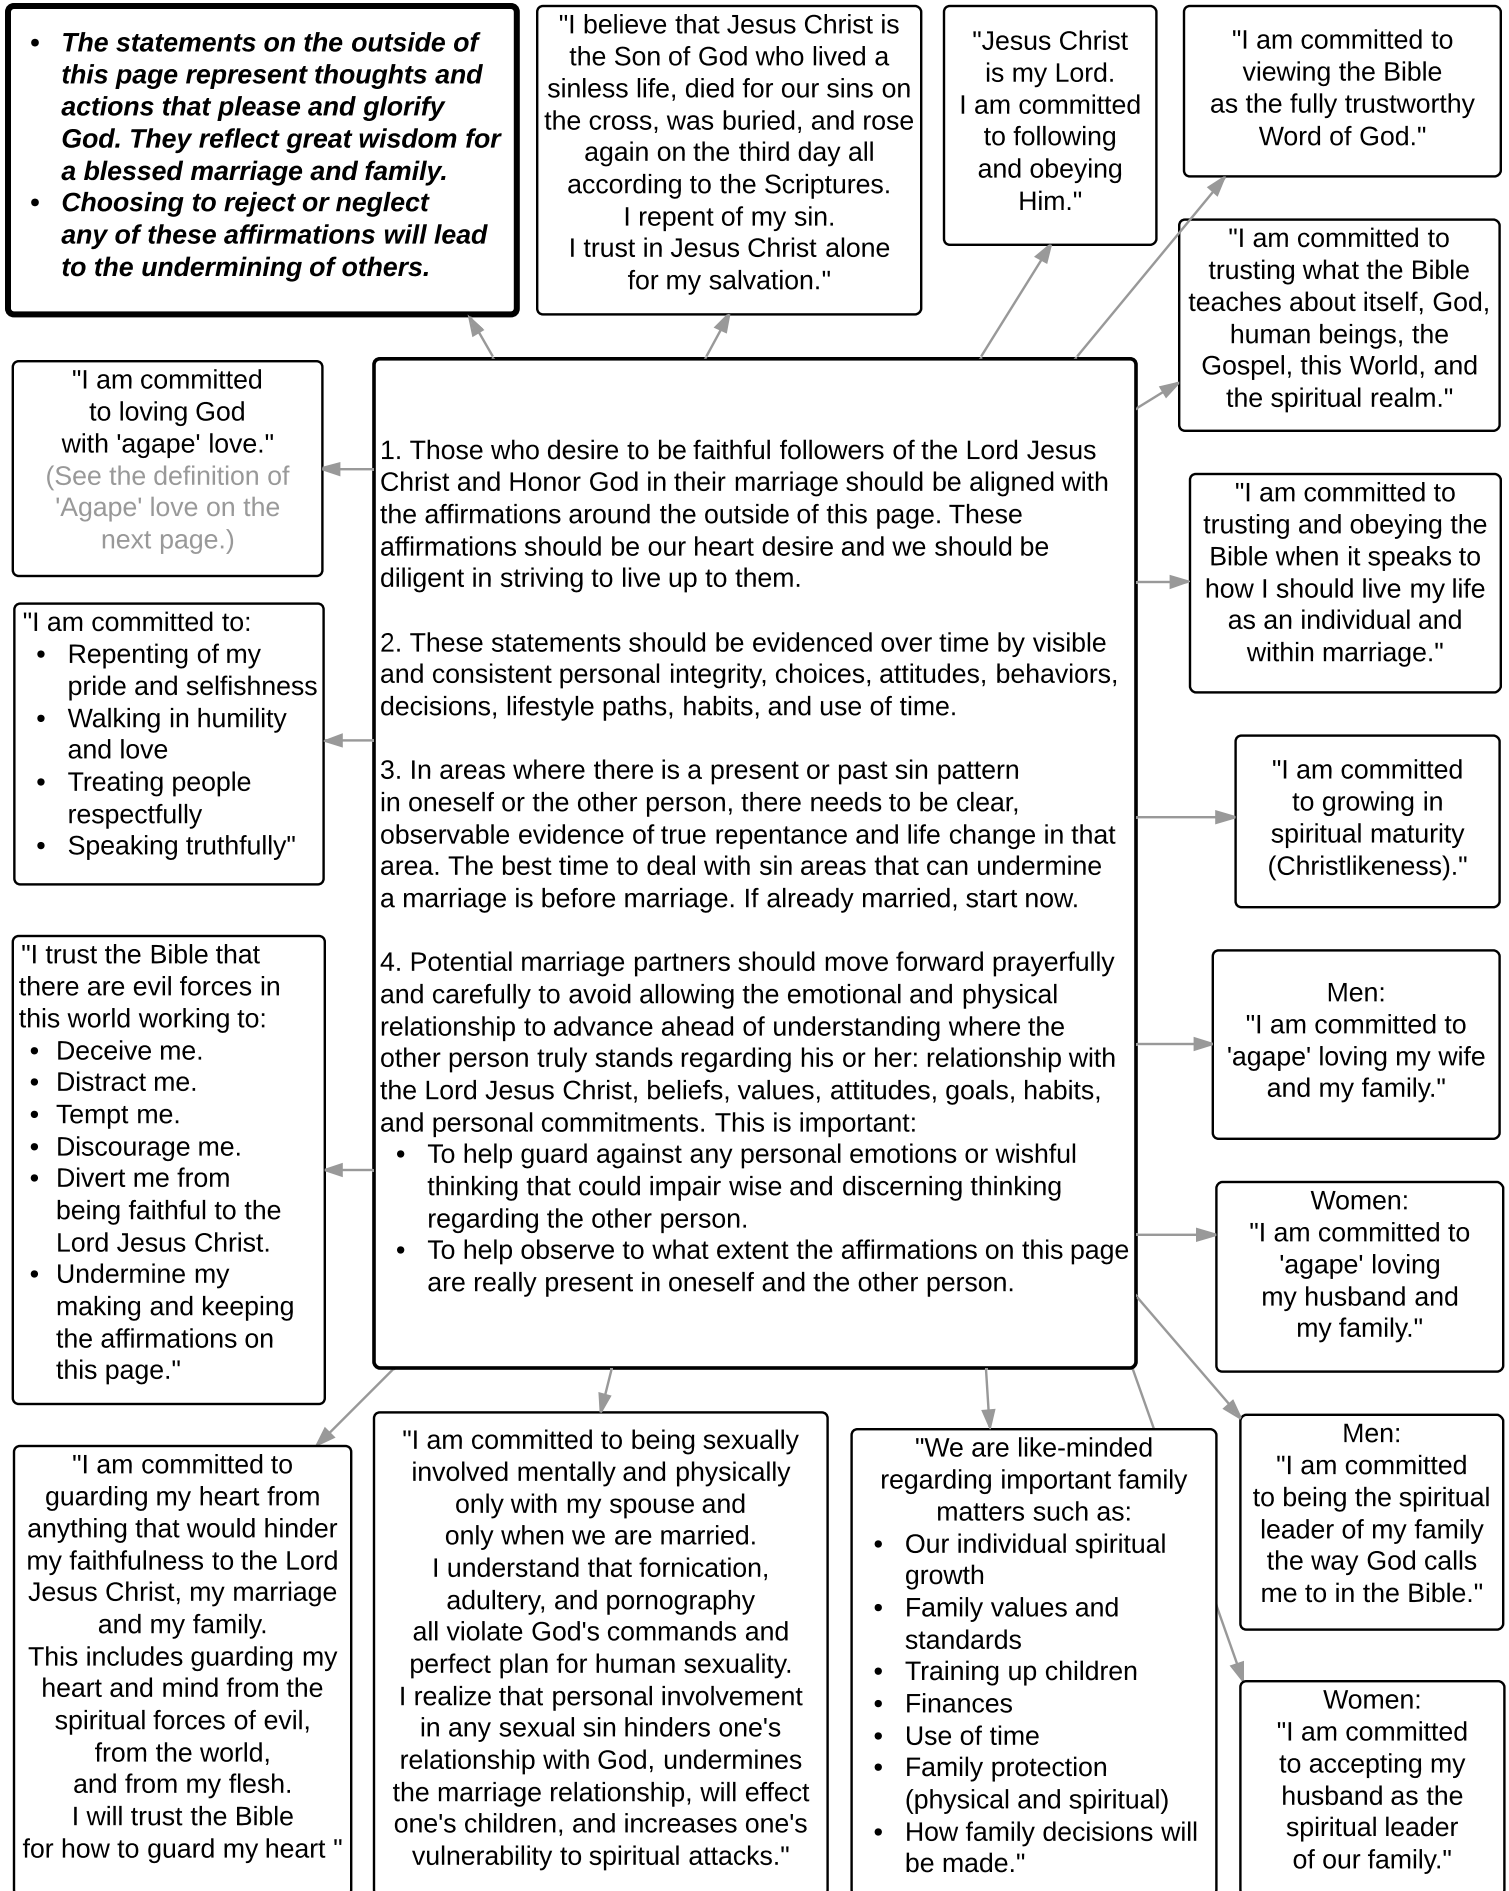 • The statements on the outside of
this page represent thoughts and
actions that please and glorify
God. They reflect great wisdom for
a blessed marriage and family.
• Choosing to reject or neglect
any of these affirmations will lead
to the undermining of others.
"I believe that Jesus Christ is
the Son of God who lived a
sinless life, died for our sins on
the cross, was buried, and rose
again on the third day all
according to the Scriptures.
I repent of my sin.
I trust in Jesus Christ alone
for my salvation."
"Jesus Christ
is my Lord.
I am committed
to following
and obeying
Him."
"I am committed to
viewing the Bible
as the fully trustworthy
Word of God."
"I am committed to
trusting what the Bible
teaches about itself, God,
human beings, the
Gospel, this World, and
the spiritual realm."
"I am committed
to loving God
with 'agape' love."
(See the definition of
'Agape' love on the
next page.)
1. Those who desire to be faithful followers of the Lord Jesus
Christ and Honor God in their marriage should be aligned with
the affirmations around the outside of this page. These
affirmations should be our heart desire and we should be
diligent in striving to live up to them.
2. These statements should be evidenced over time by visible
and consistent personal integrity, choices, attitudes, behaviors,
decisions, lifestyle paths, habits, and use of time.
3. In areas where there is a present or past sin pattern
in oneself or the other person, there needs to be clear,
observable evidence of true repentance and life change in that
area. The best time to deal with sin areas that can undermine
a marriage is before marriage. If already married, start now.
4. Potential marriage partners should move forward prayerfully
and carefully to avoid allowing the emotional and physical
relationship to advance ahead of understanding where the
other person truly stands regarding his or her: relationship with
the Lord Jesus Christ, beliefs, values, attitudes, goals, habits,
and personal commitments. This is important:
• To help guard against any personal emotions or wishful
thinking that could impair wise and discerning thinking
regarding the other person.
• To help observe to what extent the affirmations on this page
are really present in oneself and the other person.
"I am committed to
trusting and obeying the
Bible when it speaks to
how I should live my life
as an individual and
within marriage."
"I am committed to:
• Repenting of my
pride and selfishness
• Walking in humility
and love
• Treating people
respectfully
• Speaking truthfully"
"I am committed
to growing in
spiritual maturity
(Christlikeness)."
"I trust the Bible that
there are evil forces in
this world working to:
• Deceive me.
• Distract me.
• Tempt me.
• Discourage me.
• Divert me from
being faithful to the
Lord Jesus Christ.
• Undermine my
making and keeping
the affirmations on
this page."
Men:
"I am committed to
'agape' loving my wife
and my family."
Women:
"I am committed to
'agape' loving
my husband and
my family."
"I am committed to
guarding my heart from
anything that would hinder
my faithfulness to the Lord
Jesus Christ, my marriage
and my family.
This includes guarding my
heart and mind from the
spiritual forces of evil,
from the world,
and from my flesh.
I will trust the Bible
for how to guard my heart "
"I am committed to being sexually
involved mentally and physically
only with my spouse and
only when we are married.
I understand that fornication,
adultery, and pornography
all violate God's commands and
perfect plan for human sexuality.
I realize that personal involvement
in any sexual sin hinders one's
relationship with God, undermines
the marriage relationship, will effect
one's children, and increases one's
vulnerability to spiritual attacks."
"We are like-minded
regarding important family
matters such as:
• Our individual spiritual
growth
• Family values and
standards
• Training up children
• Finances
• Use of time
• Family protection
(physical and spiritual)
• How family decisions will
be made."
Men:
"I am committed
to being the spiritual
leader of my family
the way God calls
me to in the Bible."
Women:
"I am committed
to accepting my
husband as the
spiritual leader
of our family."